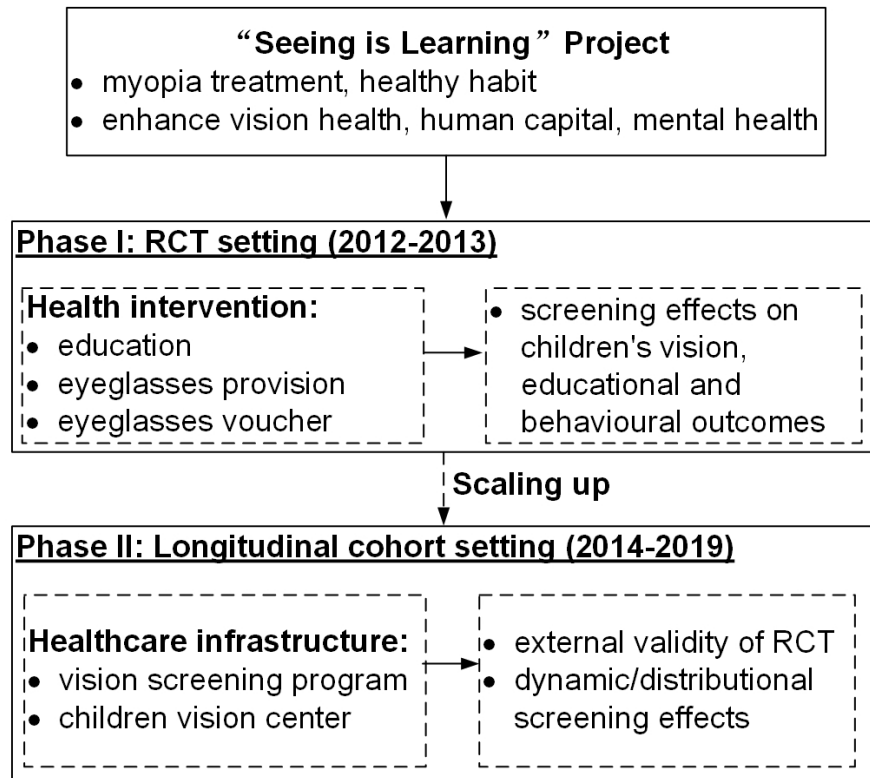 “Seeing is Learning” Project
• myopia treatment, healthy habit
• enhance vision health, human capital, mental health
Phase I: RCT setting (2012-2013)
Health intervention:
• education
• eyeglasses provision
• eyeglasses voucher
• screening effects on
children's vision,
educational and
behavioural outcomes
Scaling up
Phase II: Longitudinal cohort setting (2014-2019)
Healthcare infrastructure:
• vision screening program
• children vision center
• external validity of RCT
• dynamic/distributional
screening effects